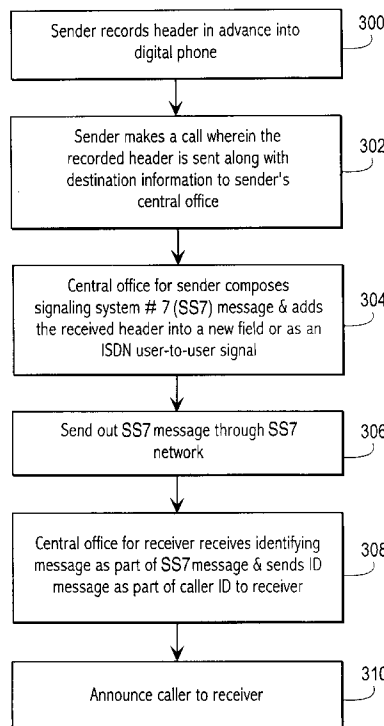 Sender records header in advance into
digital phone
300
Sender makes a call wherein the
recorded header is sent along with
destination information to sender's
central office
302
Central office for sender composes
signaling system # 7 (SS7) message & adds
the received header into a new field or as an
ISDN user-to-user signal
304
Send out SS7 message through SS7
network
306
Central office for receiver receives identifying
message as part of SS7 message & sends ID
message as part of caller ID to receiver
308
Announce caller to receiver
310